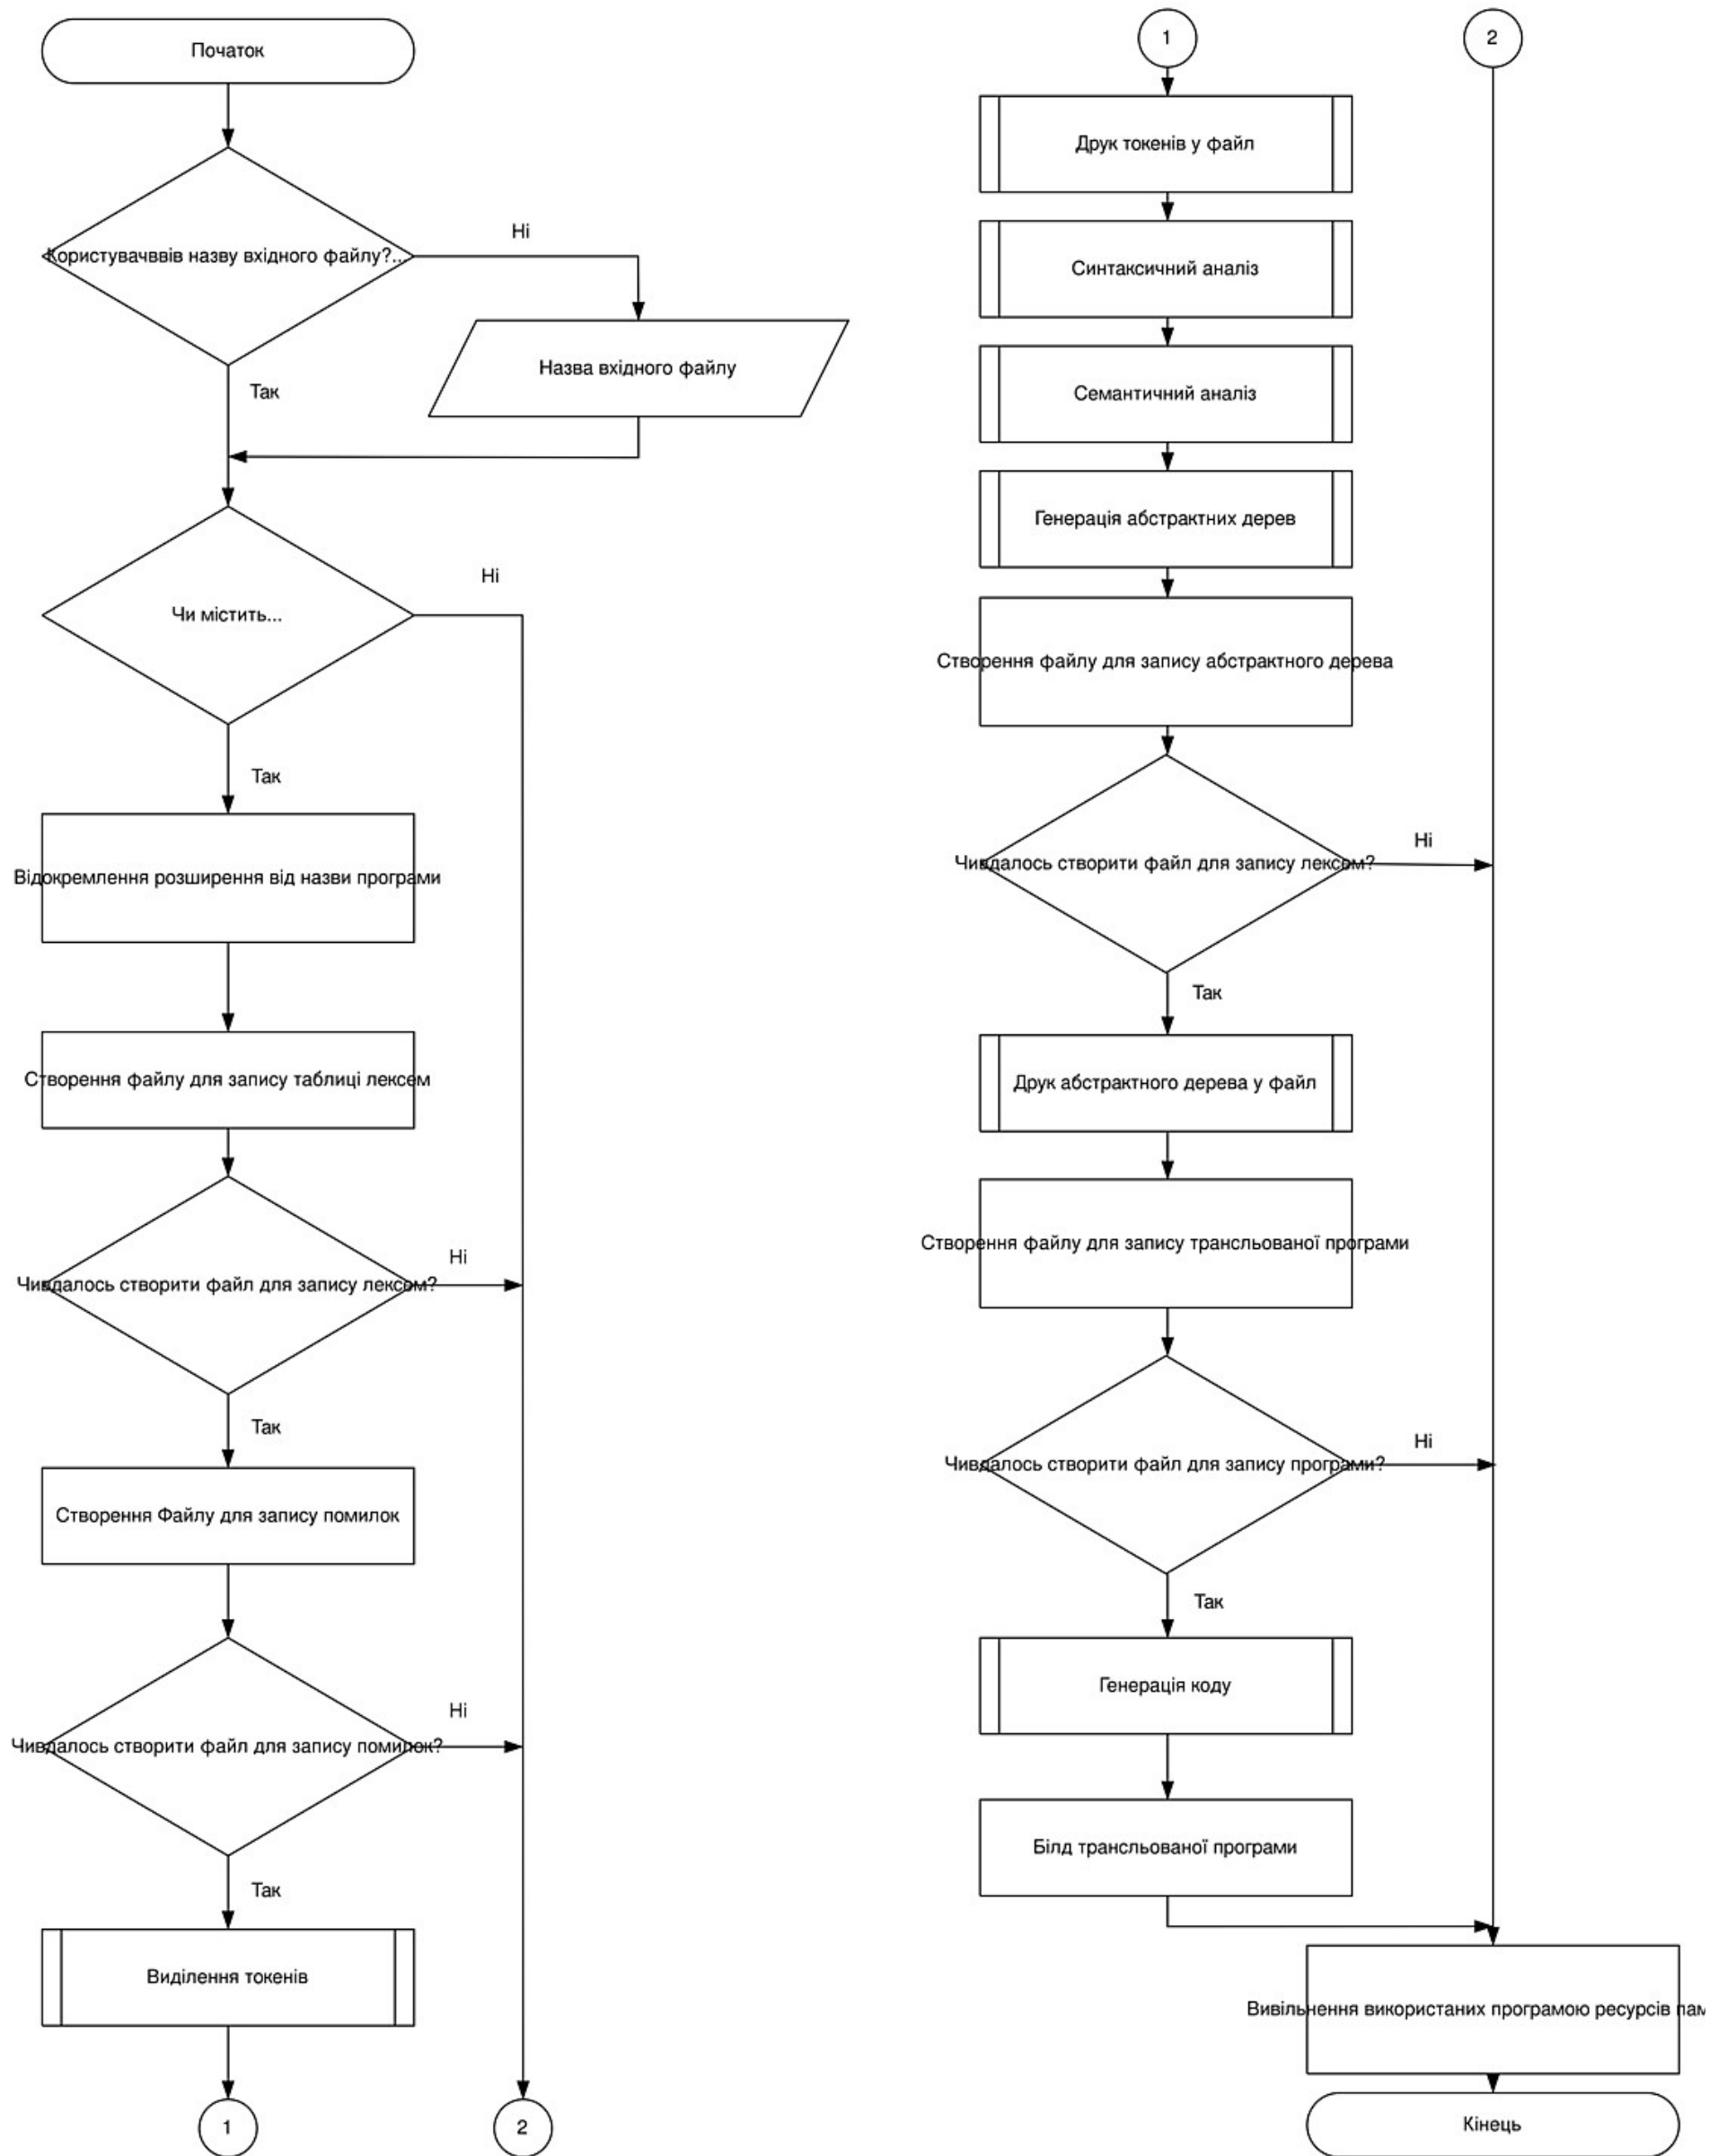 Початок
Користувачввів назву вхідного файлу?...
Ні
Назва вхідного файлу
Так
Чи містить...
Ні
Так
Відокремлення розширення від назви програми
Створення файлу для запису таблиці лексем
Чивдалось створити файл для запису лексом?
Ні
Так
Створення Файлу для запису помилок
Чивдалось створити файл для запису помилок?
Ні
Так
Виділення токенів
1
2
1
2
Друк токенів у файл
Синтаксичний аналіз
Семантичний аналіз
Генерація абстрактних дерев
Створення файлу для запису абстрактного дерева
Чивдалось створити файл для запису лексом?
Ні
Так
Друк абстрактного дерева у файл
Створення файлу для запису трансльованої програми
Чивдалось створити файл для запису програми?
Ні
Так
Генерація коду
Білд трансльованої програми
Вивільнення використаних програмою ресурсів
Кінець